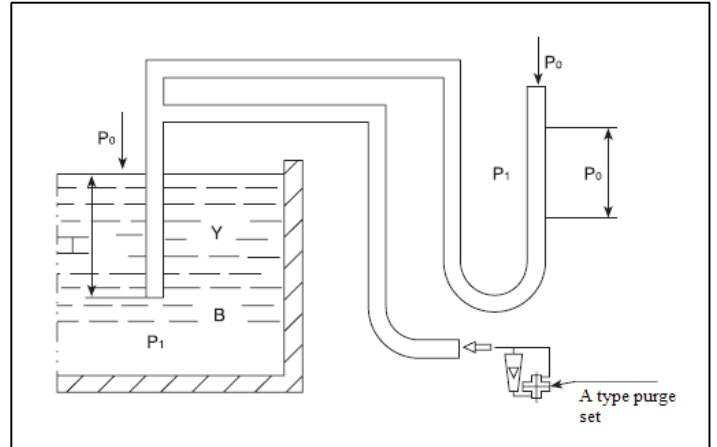 P₀
P₀
P₁
P₀
Y
H
B
P₁
A type purge
set